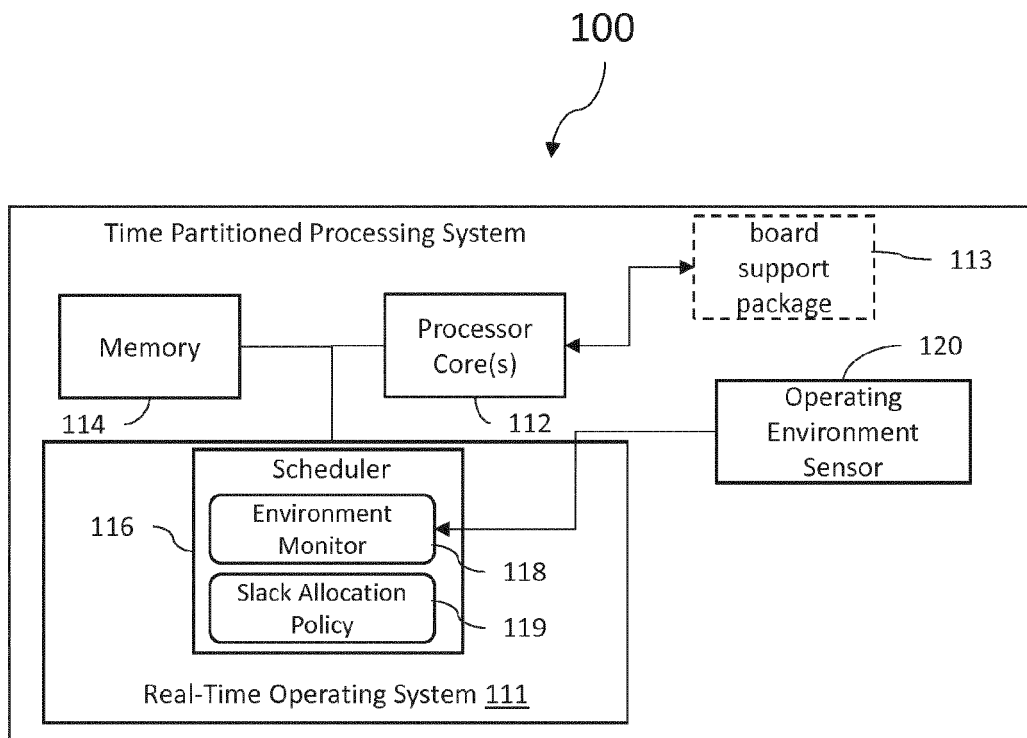 100
Time Partitioned Processing System
board
support
package
113
Memory
Processor
Core(s)
120
114
112
Operating
Environment
Sensor
Scheduler
Environment
Monitor
116
118
Slack Allocation
Policy
119
Real-Time Operating System 111